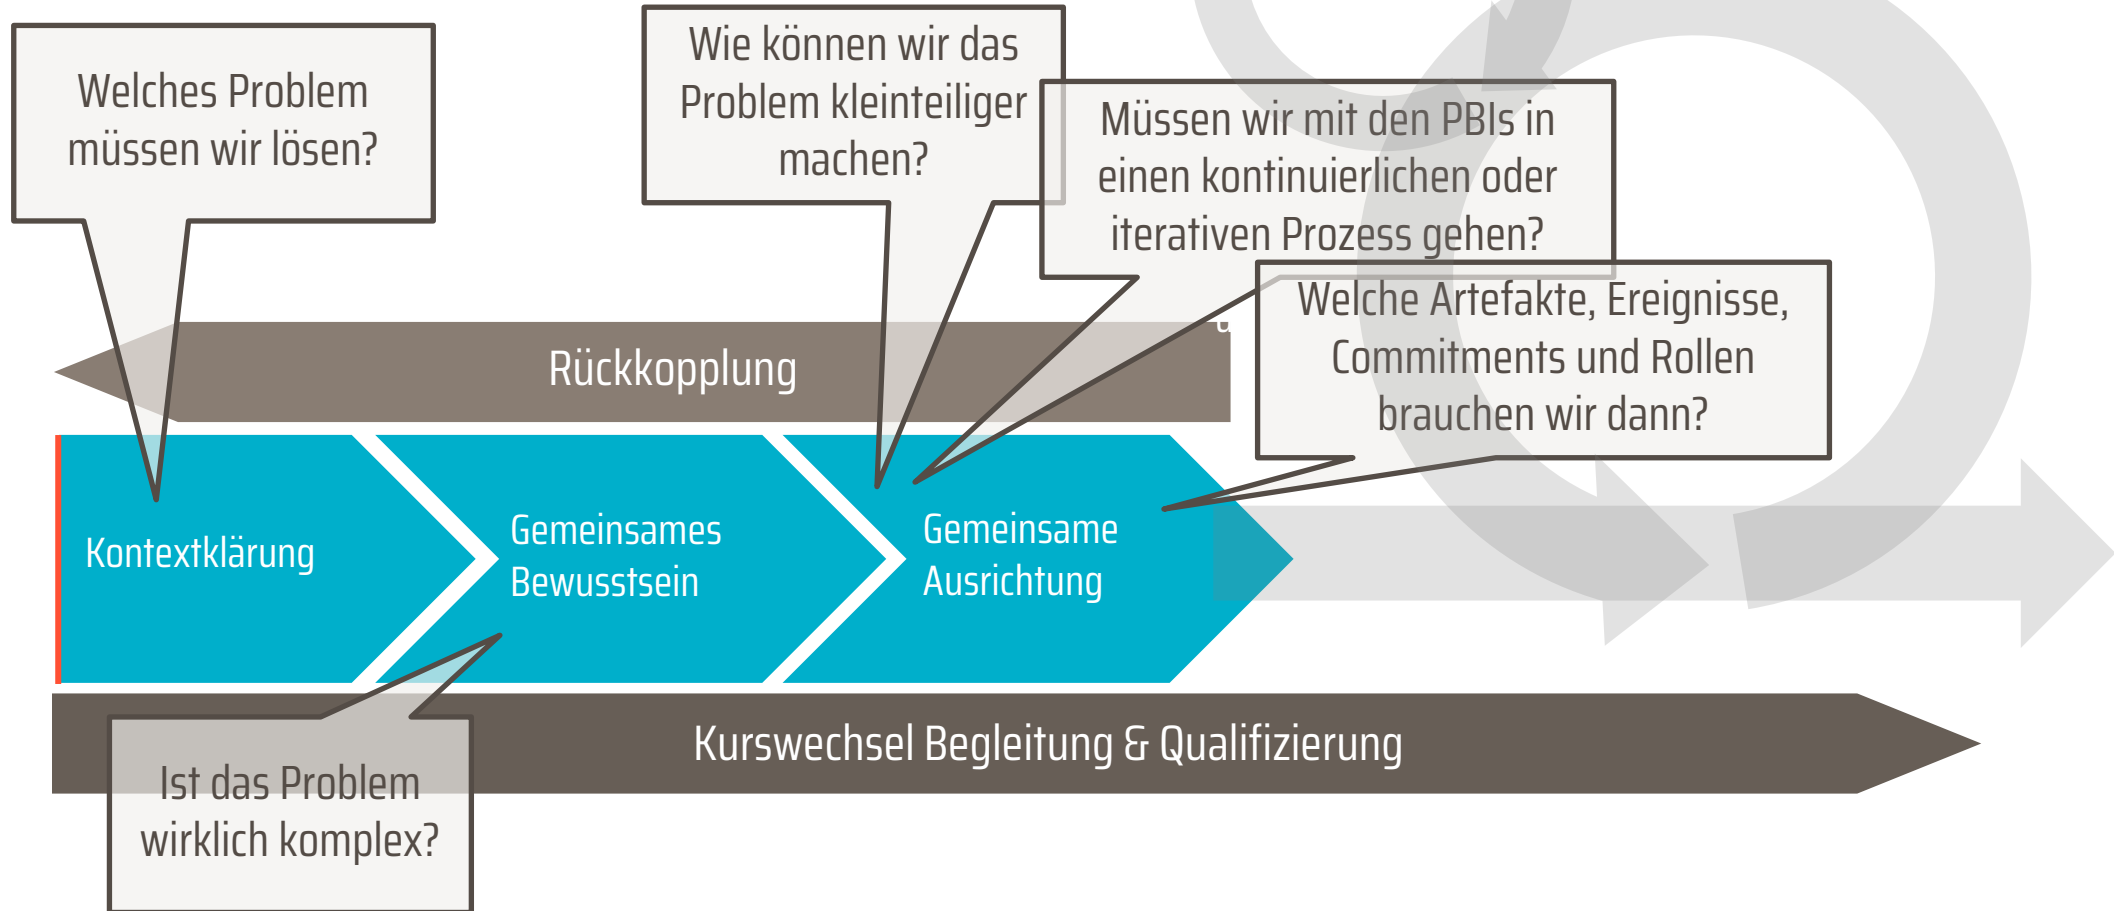 Welches Problem
müssen wir lösen?
Wie können wir das
Problem kleinteiliger
machen?
Müssen wir mit den PBIs in
einen kontinuierlichen oder
iterativen Prozess gehen?
Welche Artefakte, Ereignisse,
Commitments und Rollen
brauchen wir dann?
Rückkopplung
Kontextklärung
Gemeinsames
Bewusstsein
Gemeinsame
Ausrichtung
Kurswechsel Begleitung & Qualifizierung
Ist das Problem
wirklich komplex?